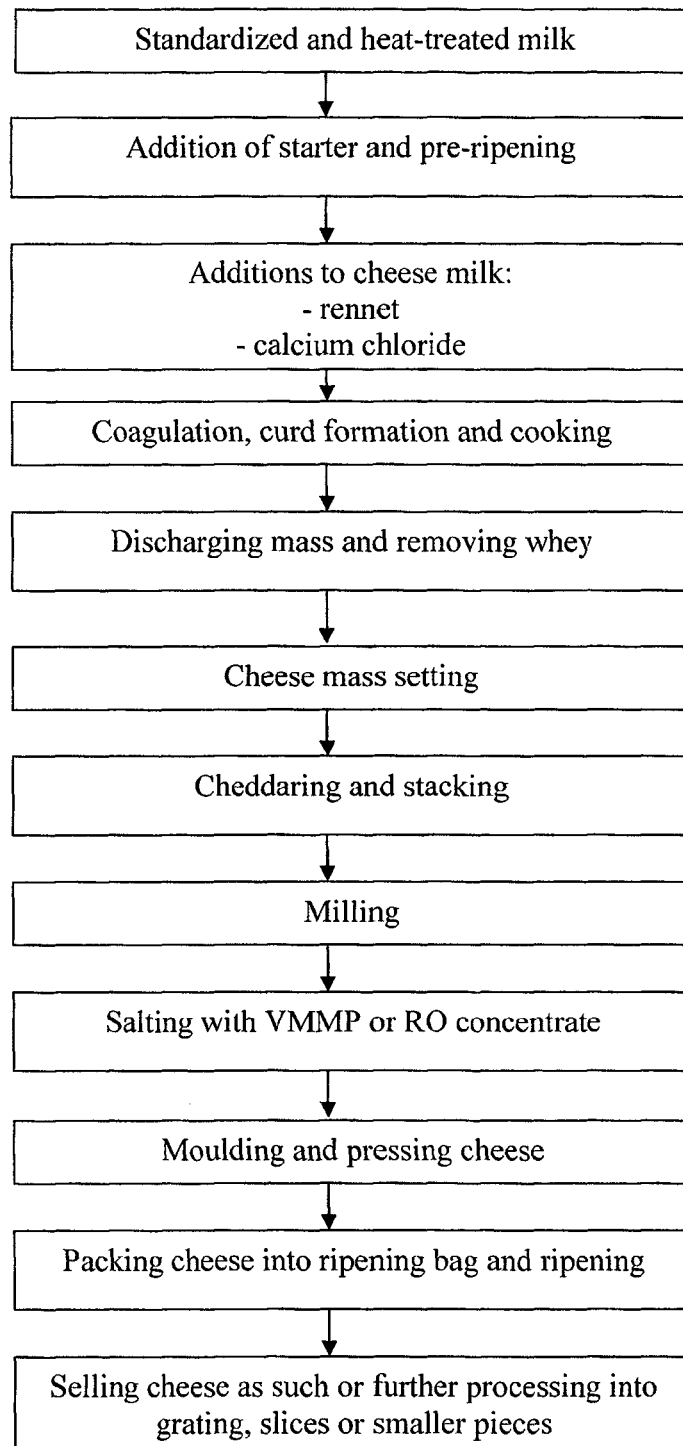 Standardized and heat-treated milk
Addition of starter and pre-ripening
Additions to cheese milk:
- rennet
- calcium chloride
Coagulation, curd formation and cooking
Discharging mass and removing whey
Cheese mass setting
Cheddaring and stacking
Milling
Salting with VMMP or RO concentrate
Moulding and pressing cheese
Packing cheese into ripening bag and ripening
Selling cheese as such or further processing into
grating, slices or smaller pieces